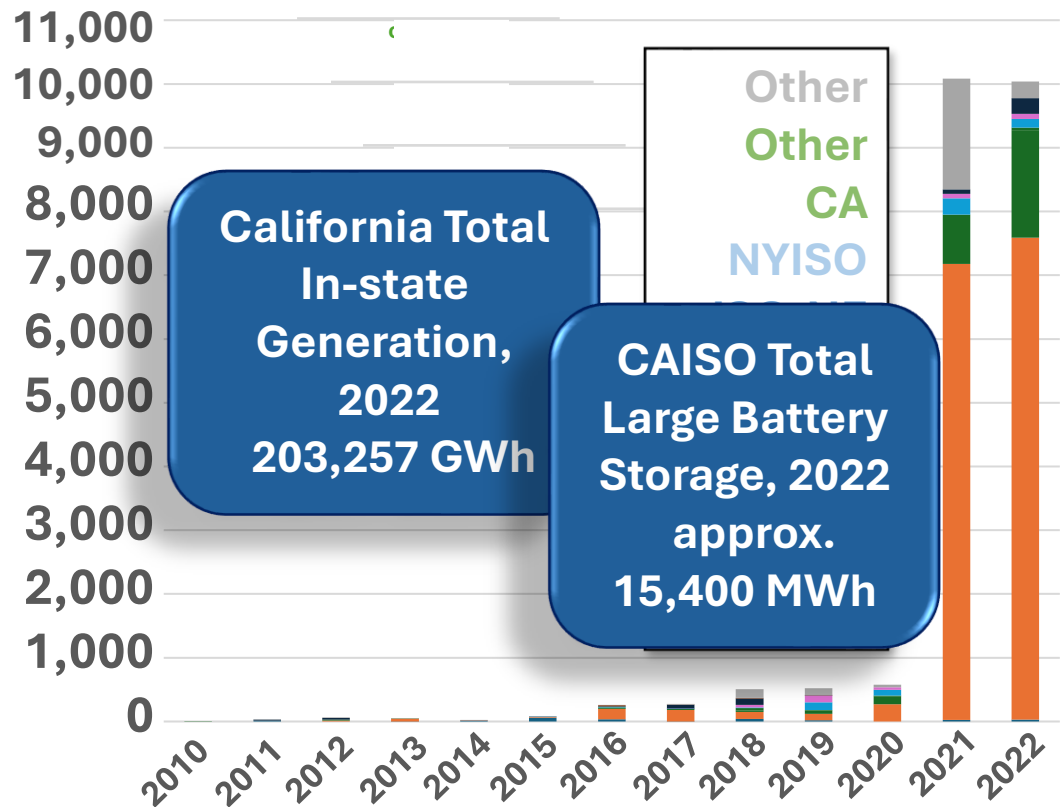 11,000
10,000
9,000
8,000
7,000
6,000
5,000
4,000
3,000
2,000
1,000
0
Other
Other
CA
NYISO
California Total
In-state
Generation,
2022
203,257 GWh
CAISO Total
Large Battery
Storage, 2022
approx.
15,400 MWh
2010
2011
2012
2013
2014
2015
2016
2017
2018
2019
2020
2021
2022